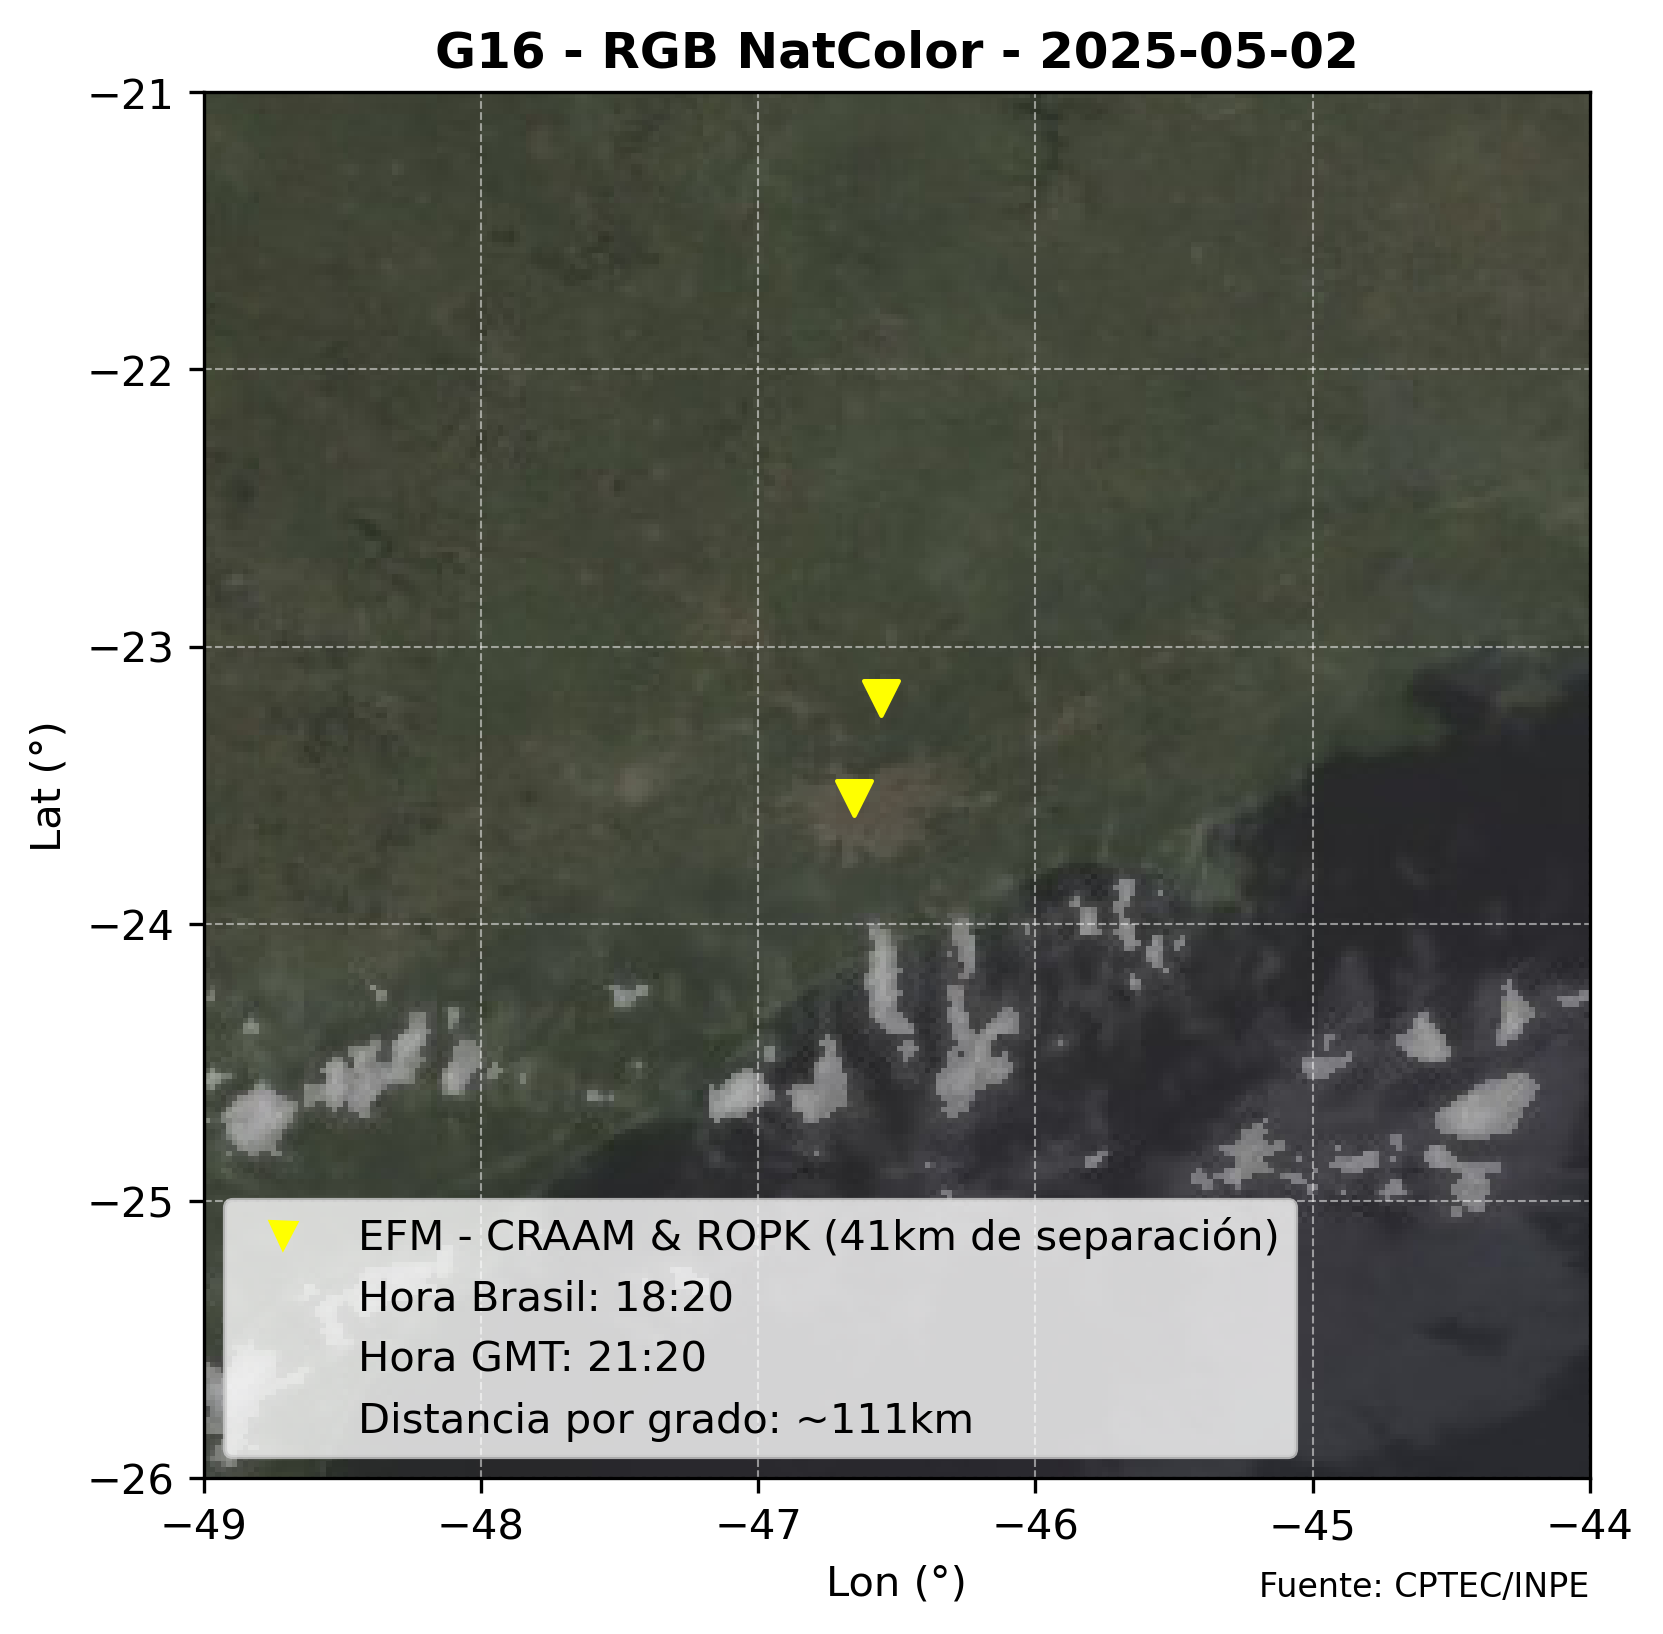 G16 - RGB NatColor - 2025-05-02
−21
−22
−23
−24
−25
−26
Lat (°)
EFM - CRAAM & ROPK (41km de separación)
Hora Brasil: 18:20
Hora GMT: 21:20
Distancia por grado: ~111km
−49 −48 −47 −46 −45 −44
Lon (°)
Fuente: CPTEC/INPE